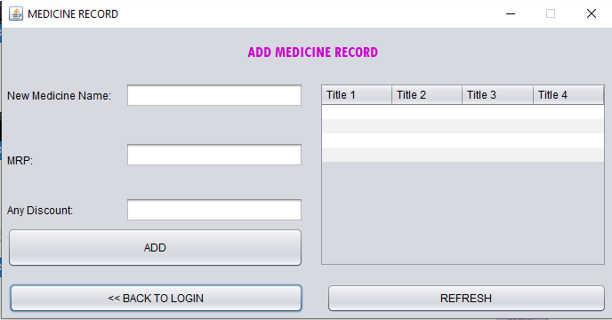 MEDICINE RECORD
ADD MEDICINE RECORD
New Medicine Name:
MRP:
Any Discount:
ADD
<< BACK TO LOGIN
Title 1 Title 2 Title 3 Title 4
REFRESH